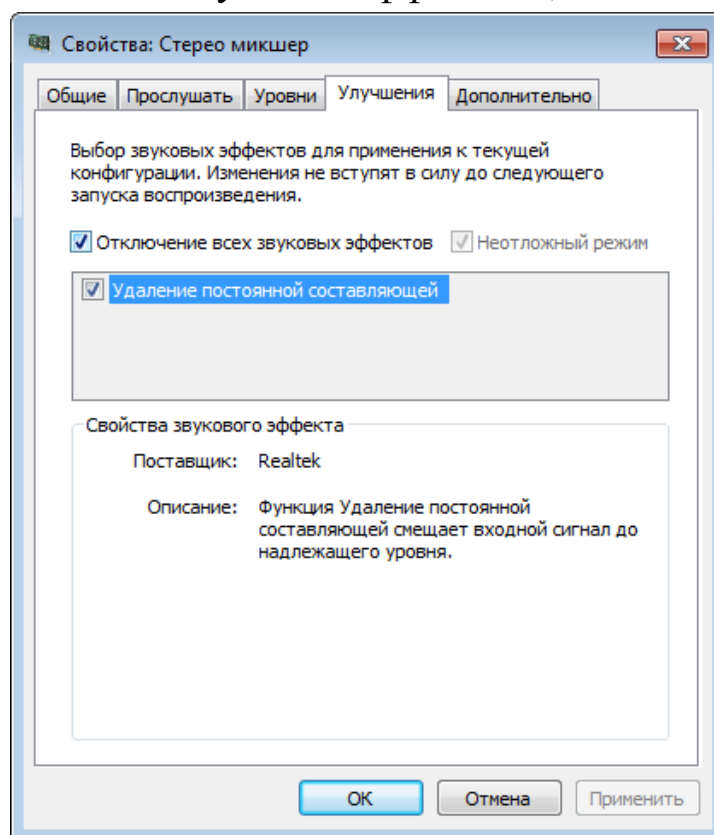 Свойства: Стерео микшер
Общие Прослушать Уровни Улучшения Дополнительно
Выбор звуковых эффектов для применения к текущей
конфигурации. Изменения не вступят в силу до следующего
запуска воспроизведения.
Отключение всех звуковых эффектов Неотложный режим
Удаление постоянной составляющей
Свойства звукового эффекта
Поставщик: Realtek
Описание: Функция Удаление постоянной
составляющей смещает входной сигнал до
надлежащего уровня.
ОК Отмена Применить